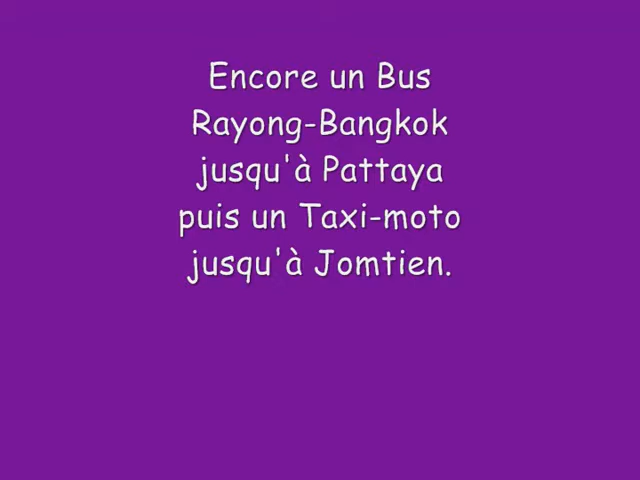 Encore un Bus
Rayong-Bangkok
jusqu'à Pattaya
puis un Taxi-moto
jusqu'à Jomtien.